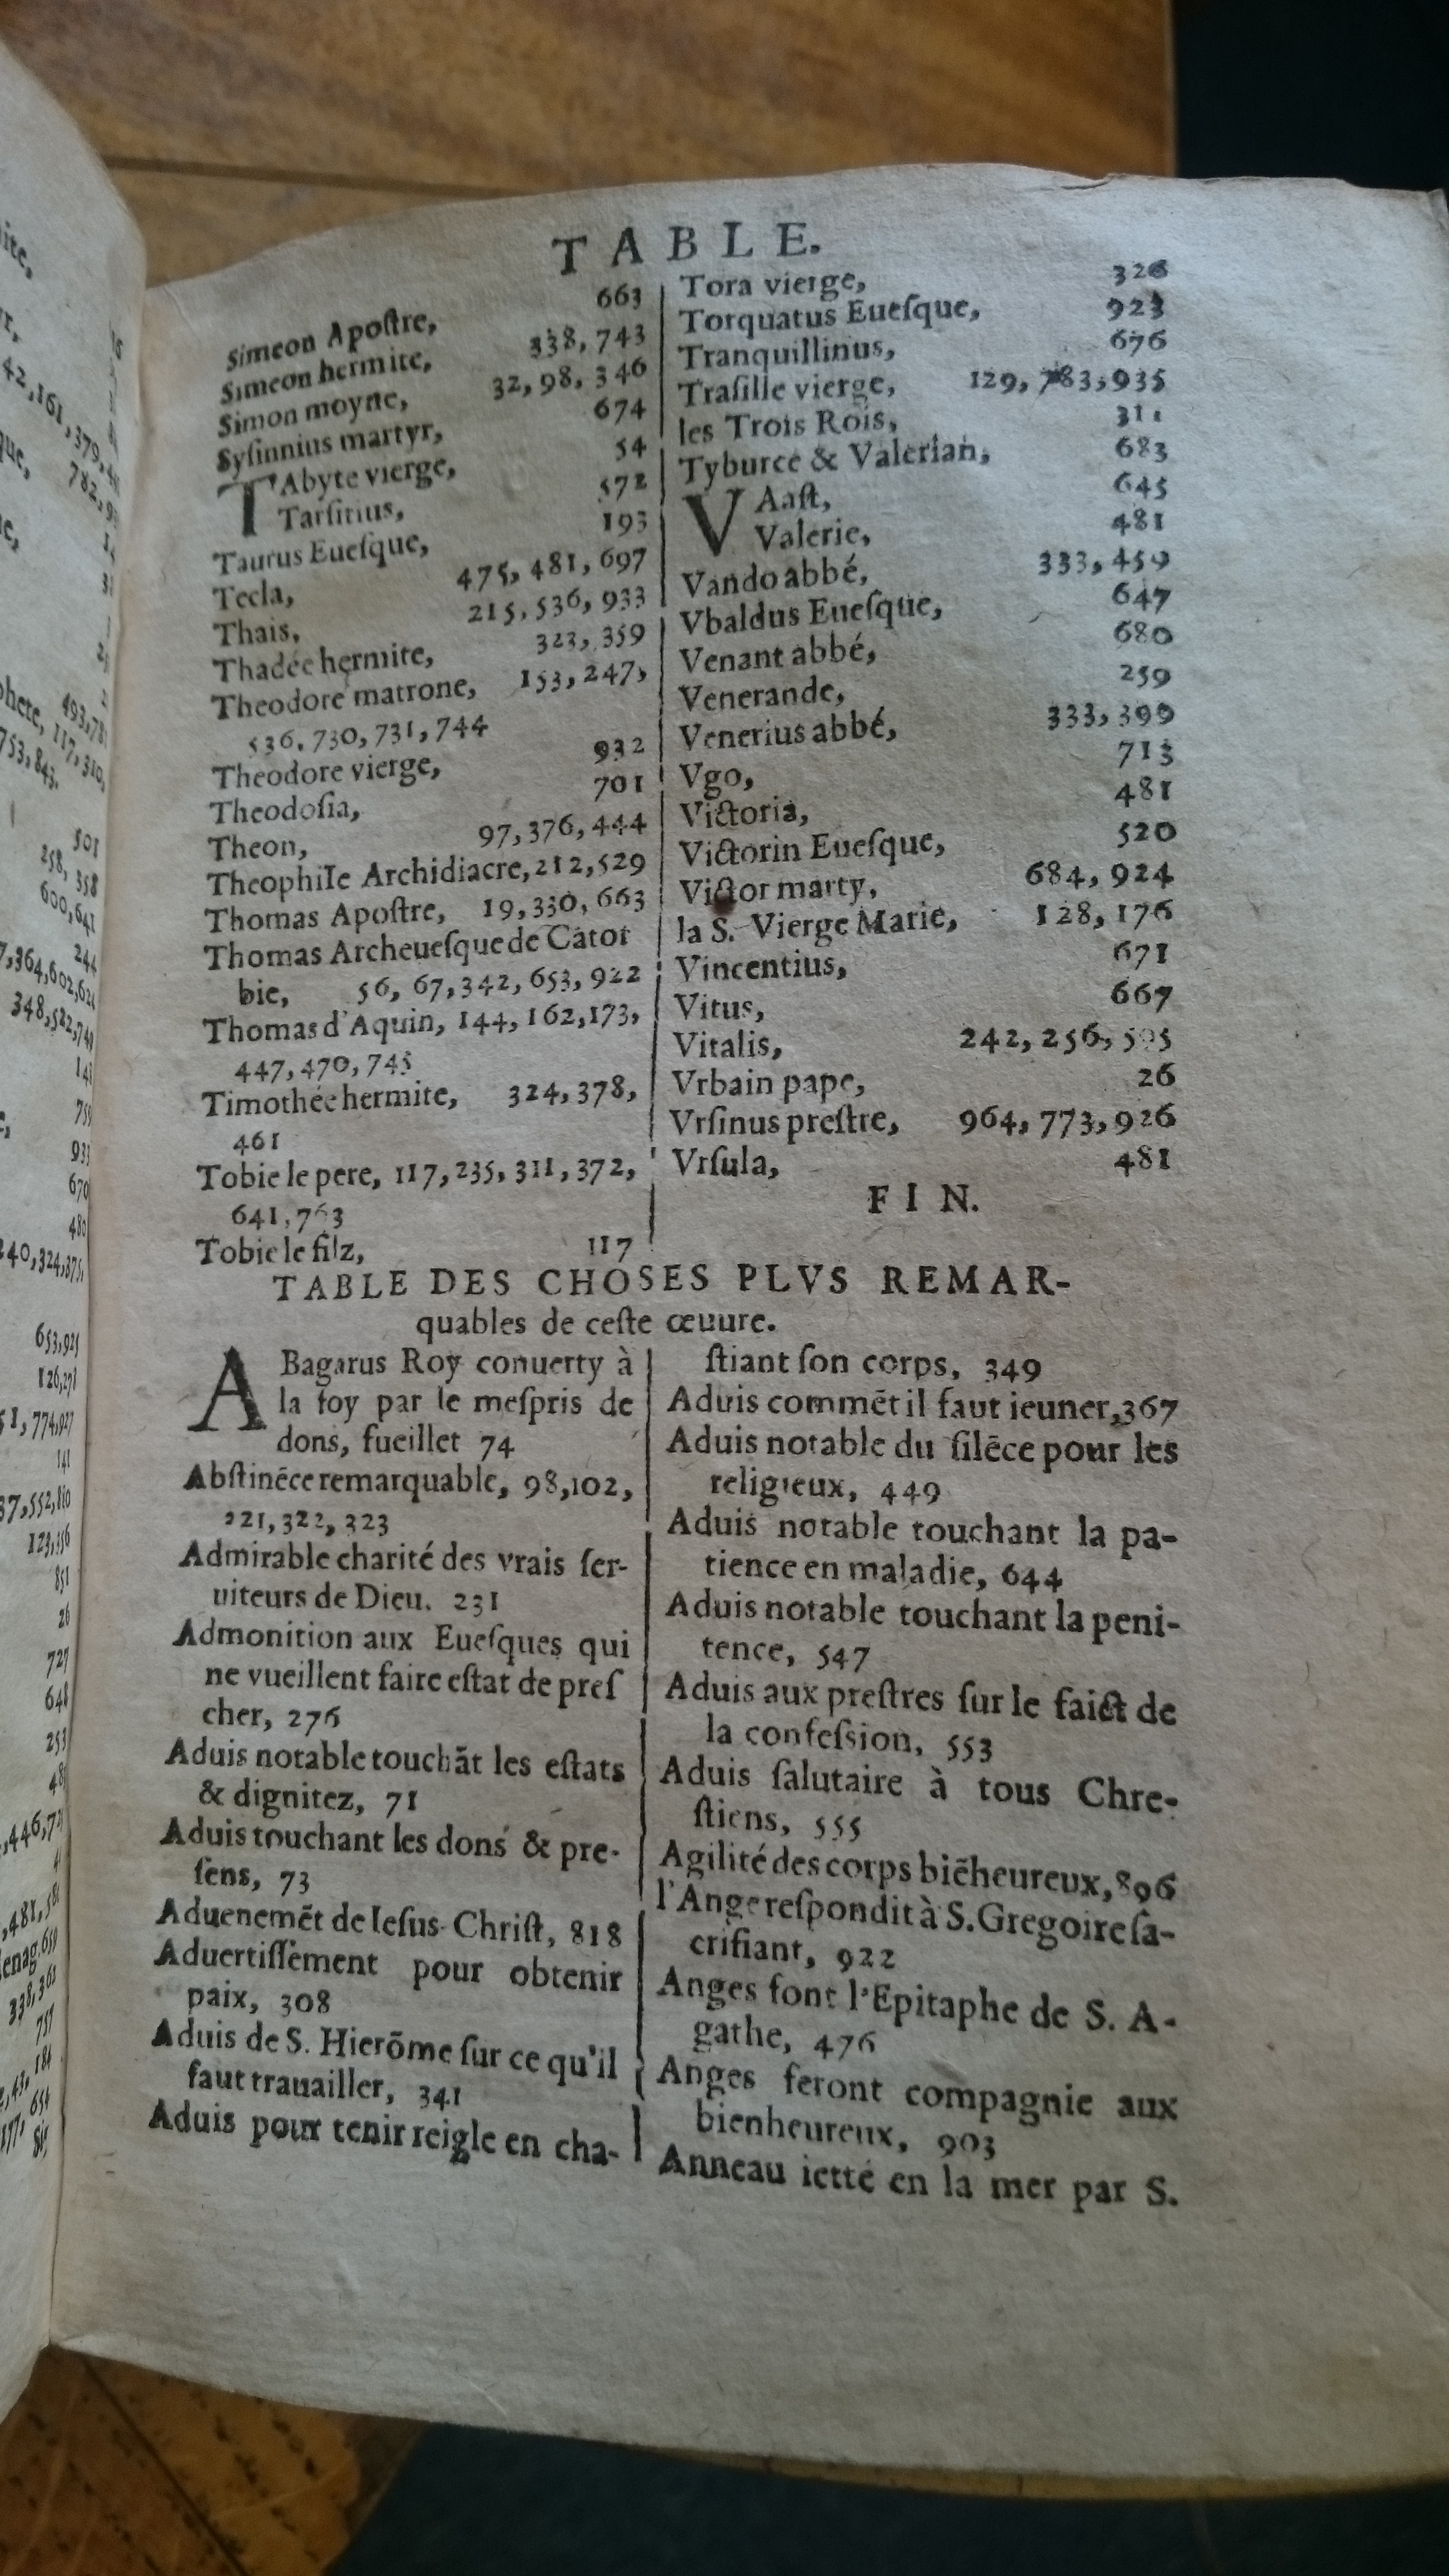 TABLE.
Simeon Apoſtre, 663
Simeon hermite, 338, 743
Simon moyne, 32, 98, 346
Syſinnius martyr, 674
TAbyte vierge, 54
Tarſitius, 572
Taurus Eueſque, 193
Tecla, 475, 481, 697
Thais, 215, 536, 933
Thadée hermite, 323, 359
Theodore matrone, 153, 247,
536, 730, 731, 744
Theodore vierge, 932
Theodoſia, 701
Theon, 97, 376, 444
Theophile Archidiacre, 212, 529
Thomas Apoſtre, 19, 330, 663
Thomas Archeueſque de Cātor
bie, 56, 67, 342, 653, 922
Thomas d'Aquin, 144, 162, 173,
447, 470, 745
Timothée hermite, 324, 378,
461
Tobie le pere, 117, 235, 311, 372,
641,
Tobie le filz, 117
Tora vierge, 326
Torquatus Eueſque, 923
Tranquillinus, 676
Traſille vierge, 129, 783, 935
les Trois Rois, 311
Tyburce & Valerian, 683
VAaſt, 645
Valerie, 481
Vando abbé, 333, 459
Vbaldus Eueſque, 647
Venant abbé, 680
Venerande, 259
Venerius abbé, 333, 399
Vgo, 713
Victoria, 481
Victorin Eueſque, 520
Victor marty, 684, 924
la S. Vierge Marie, 128, 176
Vincentius, 671
Vitus, 667
Vitalis, 242, 256,
Vrbain pape, 26
Vrſinus preſtre, 964, 773, 926
Vrſula, 481
FIN.
TABLE DES CHOSES PLVS REMAR-
quables de ceſte œuure.
ABagarus Roy conuerty à
la foy par le meſpris de
dons, fueillet 74
Abſtinēce remarquable, 98, 102,
221, 322, 323
Admirable charité des vrais ſer-
uiteurs de Dieu. 231
Admonition aux Eueſques qui
ne vueillent faire eſtat de preſ
cher, 276
Aduis notable touchāt les eſtats
& dignitez, 71
Aduis touchant les dons & pre-
ſens, 73
Aduenemēt de Ieſus-Chriſt, 818
Aduertiſſement pour obtenir
paix, 308
Aduis de S. Hierōme ſur ce qu'il
faut trauailler, 341
Aduis pour tenir reigle en cha-
ſtiant ſon corps, 349
Aduis commēt il faut ieuner, 367
Aduis notable du ſilēce pour les
religieux, 449
Aduis notable touchant la pa-
tience en maladie, 644
Aduis notable touchant la peni-
tence, 547
Aduis aux preſtres ſur le faict de
la confeſsion, 553
Aduis ſalutaire à tous Chre-
ſtiens, 555
Agilité des corps biēheureux, 896
l'Ange reſpondit à S. Gregoire ſa-
crifiant, 922
Anges font l'Epitaphe de S. A-
gathe, 476
Anges feront compagnie aux
bienheureux, 903
Anneau ietté en la mer par S.